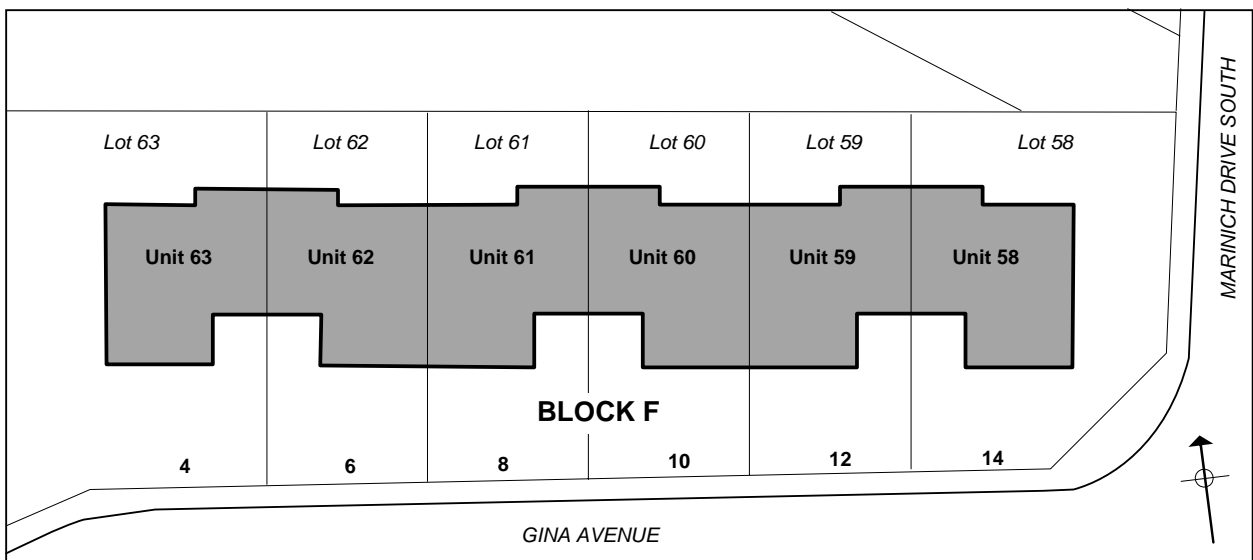 Lot 63 Lot 62 Lot 61 Lot 60 Lot 59 Lot 58
MARINICH DRIVE SOUTH
Unit 63 Unit 62 Unit 61 Unit 60 Unit 59 Unit 58
BLOCK F
4 6 8 10 12 14
GINA AVENUE